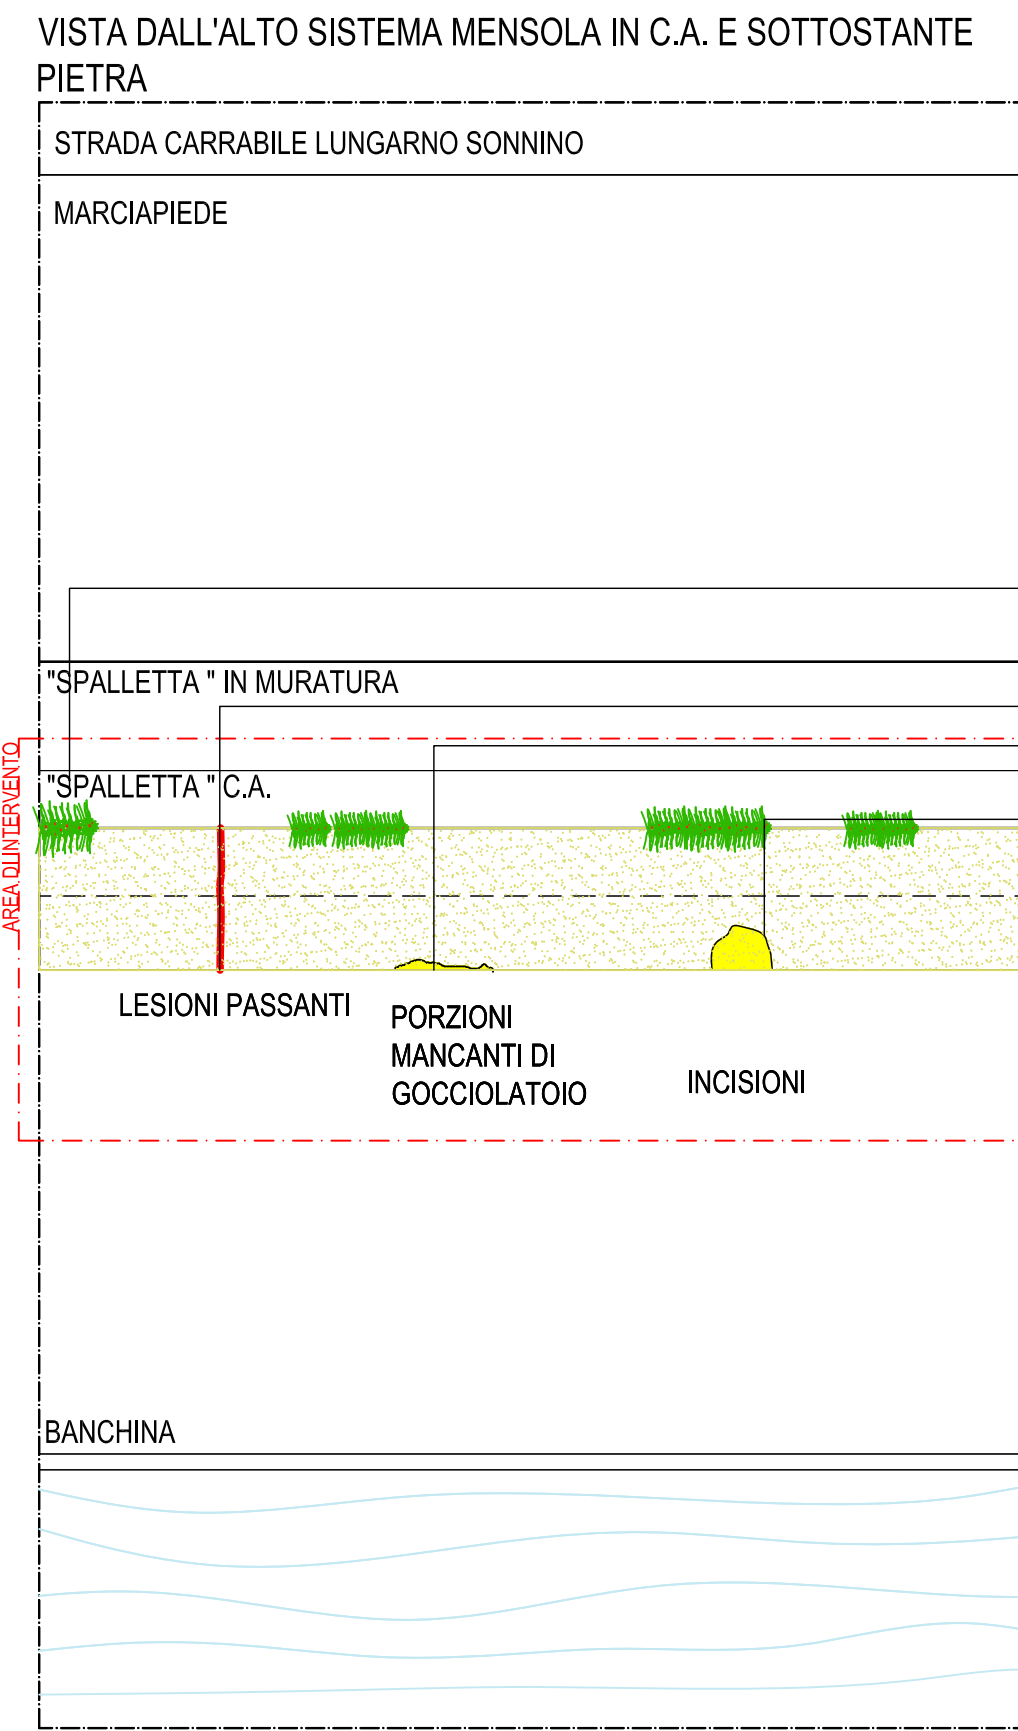 VISTA DALL'ALTO SISTEMA MENSOLA IN C.A. E SOTTOSTANTE
PIETRA
STRADA CARRABILE LUNGARNO SONNINO
MARCIAPIEDE
"SPALLETTA " IN MURATURA
AREA DI INTERVENTO
"SPALLETTA " C.A.
LESIONI PASSANTI
PORZIONI
MANCANTI DI
GOCCIOLATOIO
INCISIONI
BANCHINA